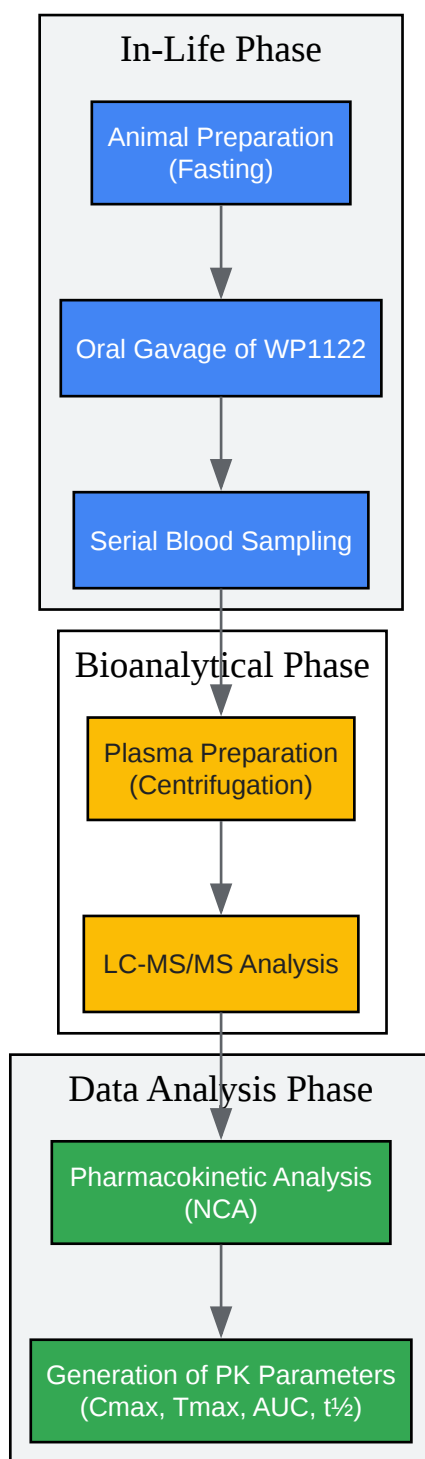 In-Life Phase
Animal Preparation
(Fasting)
Oral Gavage of WP1122
Serial Blood Sampling
Bioanalytical Phase
Plasma Preparation
(Centrifugation)
LC-MS/MS Analysis
Data Analysis Phase
Pharmacokinetic Analysis
(NCA)
Generation of PK Parameters
(Cmax, Tmax, AUC, t½)